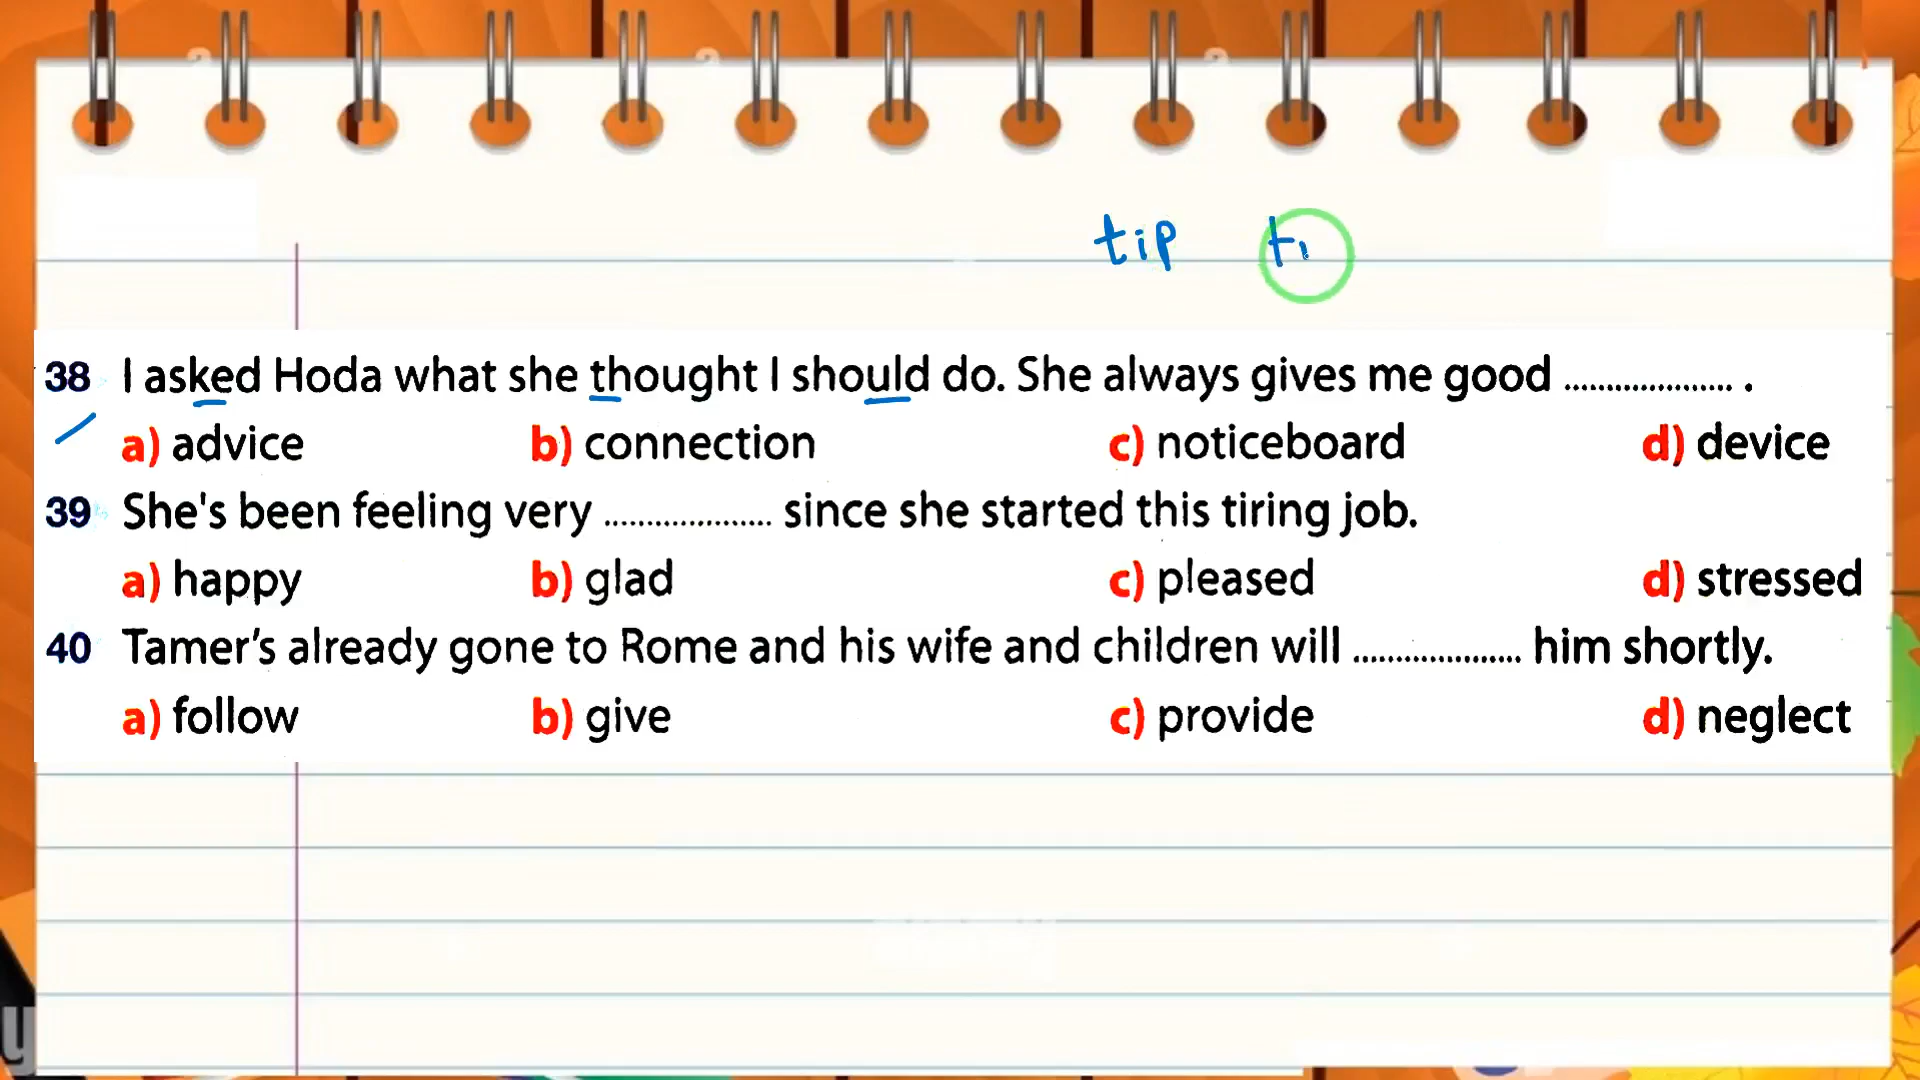 tip
38 I asked Hoda what she thought I should do. She always gives me good .................... .
a) advice b) connection c) noticeboard d) device
39 She's been feeling very .................... since she started this tiring job.
a) happy b) glad c) pleased d) stressed
40 Tamer's already gone to Rome and his wife and children will .................... him shortly.
a) follow b) give c) provide d) neglect